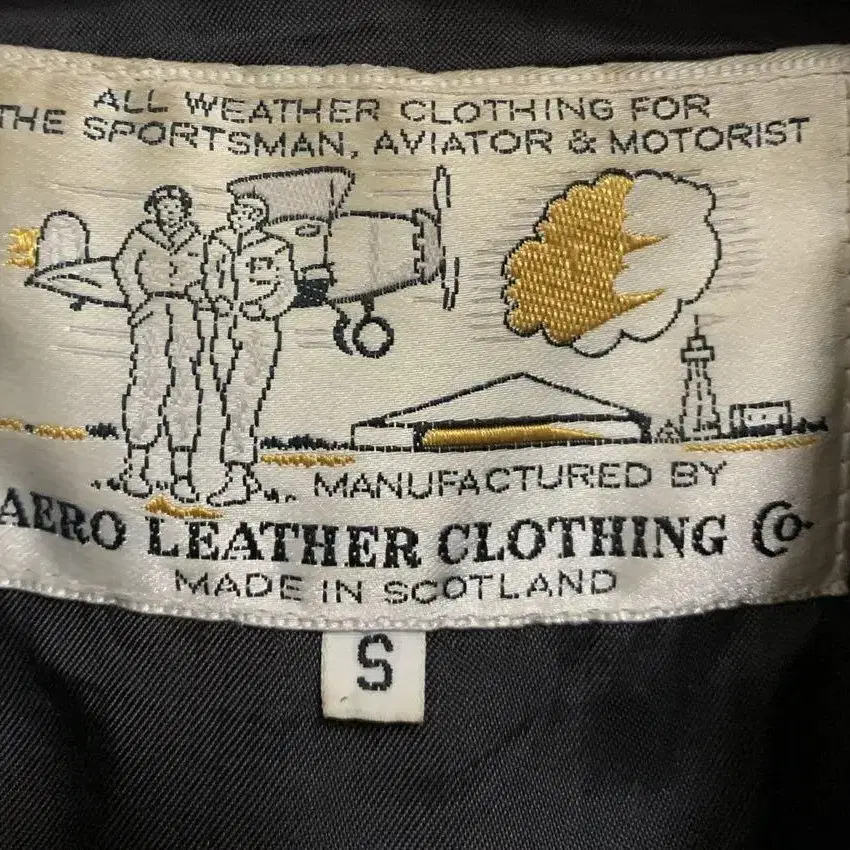 ALL WEATHER CLOTHING FOR
THE SPORTSMAN, AVIATOR & MOTORIST
MANUFACTURED BY
AERO LEATHER CLOTHING Co.
MADE IN SCOTLAND
S